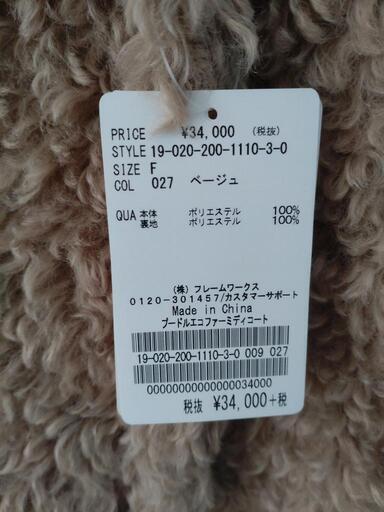 PRICE ¥34,000 (税抜)
STYLE 19-020-200-1110-3-0
SIZE F
COL 027 ベージュ
QUA 本体 ポリエステル 100%
裏地 ポリエステル 100%
(株) フレームワークス
0120-301457/カスタマーサポート
Made in China
プードルエコファーミディコート
19-020-200-1110-3-0 009 027
00000000000000034000
税抜 ¥34,000+税